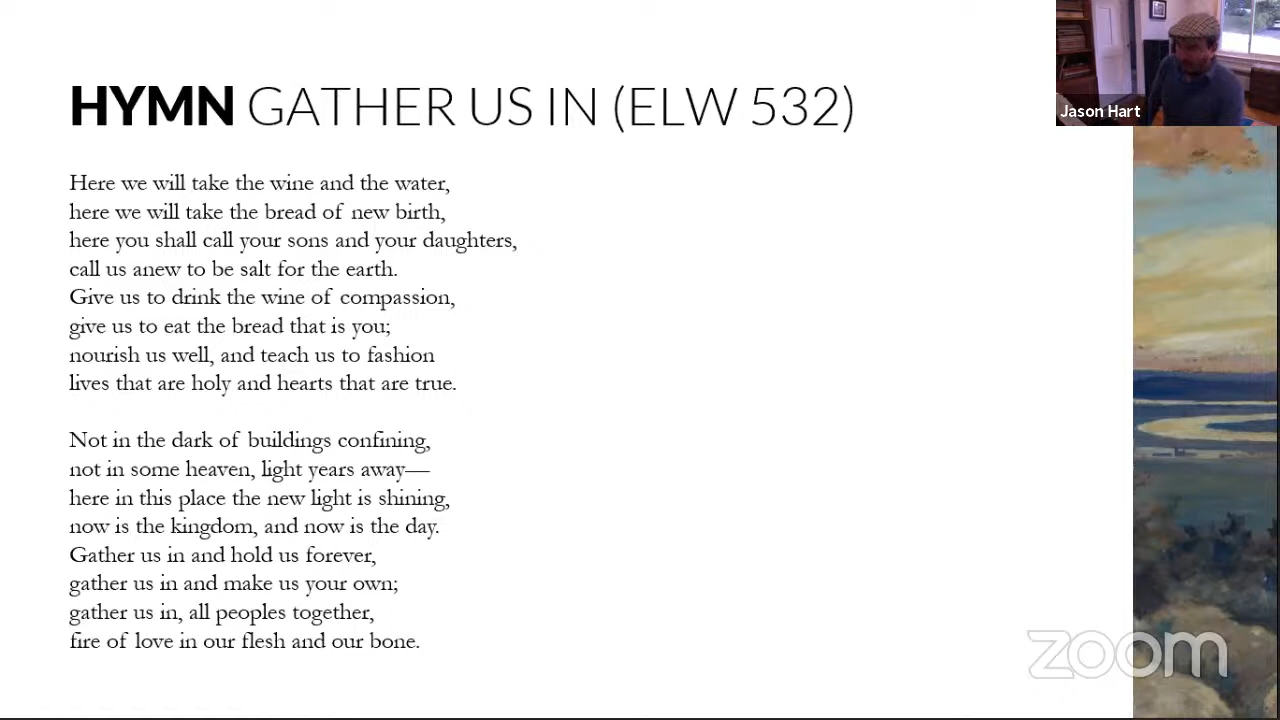 HYMN GATHER US IN (ELW 532)
Here we will take the wine and the water,
here we will take the bread of new birth,
here you shall call your sons and your daughters,
call us anew to be salt for the earth.
Give us to drink the wine of compassion,
give us to eat the bread that is you;
nourish us well, and teach us to fashion
lives that are holy and hearts that are true.
Not in the dark of buildings confining,
not in some heaven, light years away—
here in this place the new light is shining,
now is the kingdom, and now is the day.
Gather us in and hold us forever,
gather us in and make us your own;
gather us in, all peoples together,
fire of love in our flesh and our bone.
Jason Hart
zoom